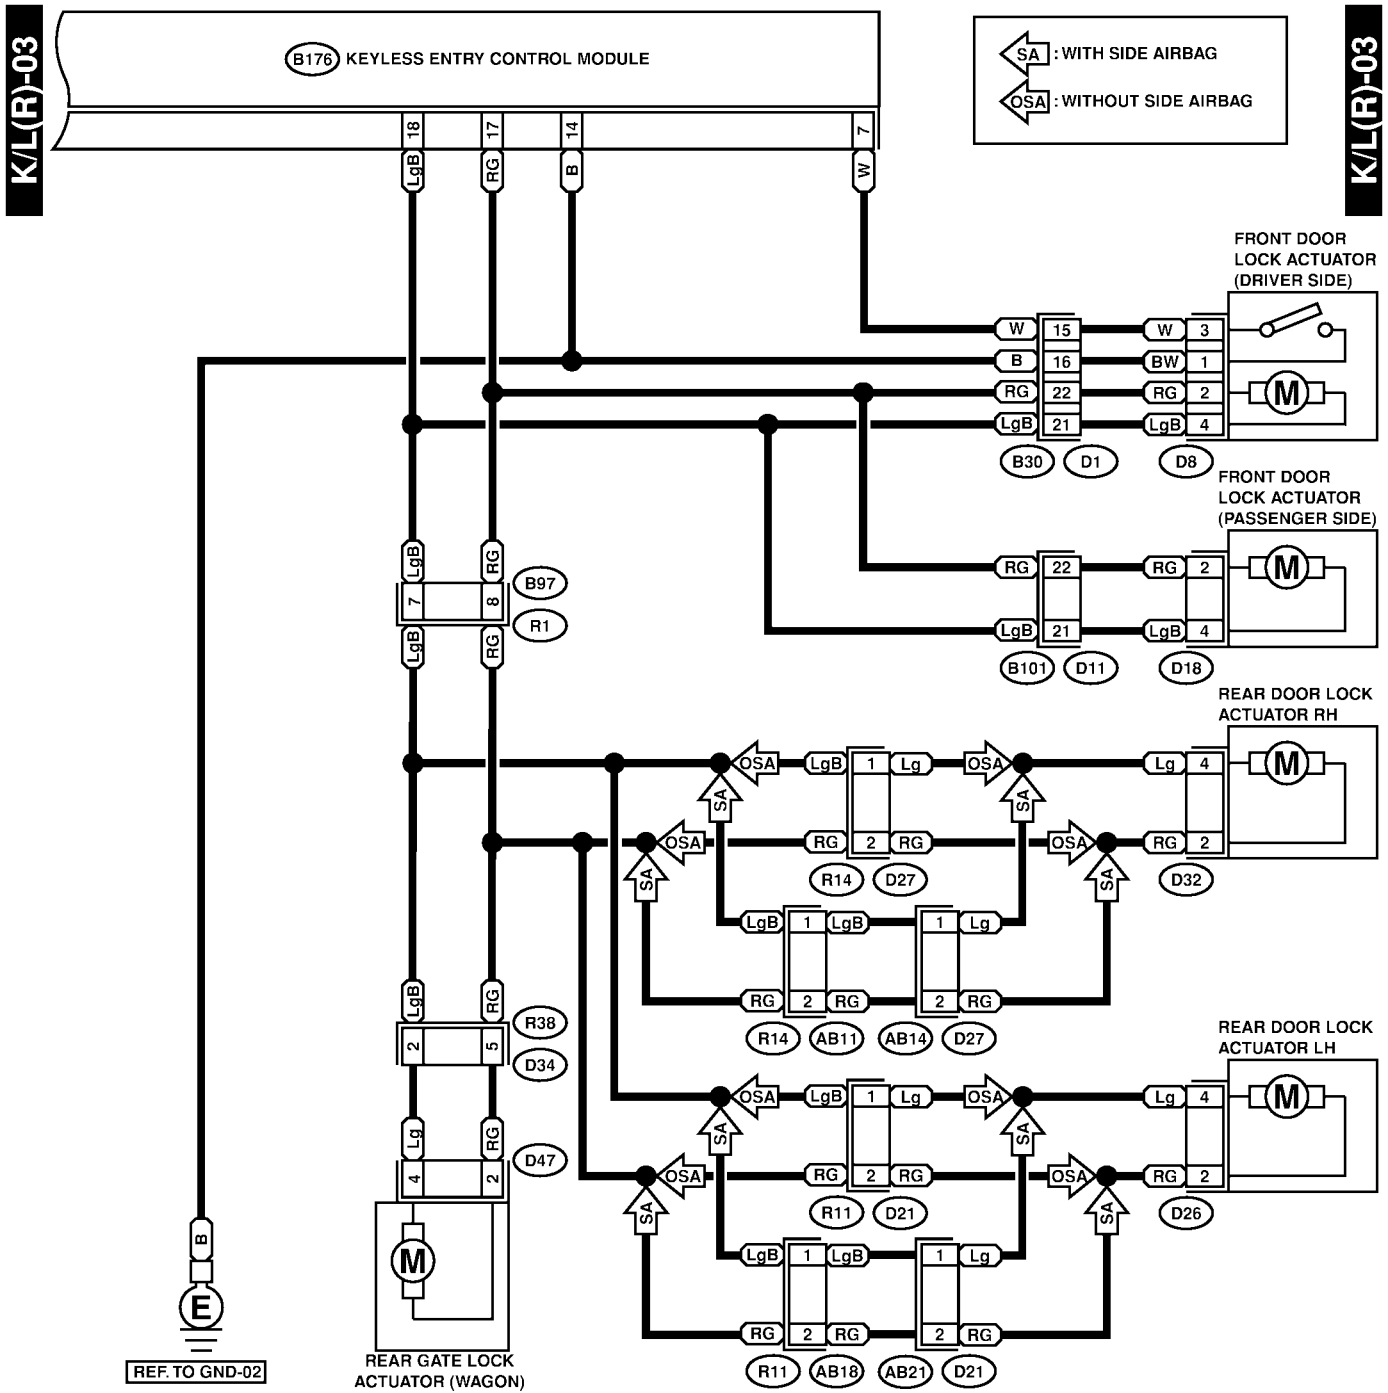 K/L(R)-03
K/L(R)-03
B176 KEYLESS ENTRY CONTROL MODULE
SA : WITH SIDE AIRBAG
OSA : WITHOUT SIDE AIRBAG
18 17 14 7
LgB RG B W
FRONT DOOR
LOCK ACTUATOR
(DRIVER SIDE)
W 15 W 3
B 16 BW 1
RG 22 RG 2 M
LgB 21 LgB 4
B30 D1 D8
FRONT DOOR
LOCK ACTUATOR
(PASSENGER SIDE)
LgB RG
RG 22 RG 2 M
B97
7 8
R1
LgB 21 LgB 4
LgB RG
B101 D11 D18
REAR DOOR LOCK
ACTUATOR RH
OSA LgB 1 Lg OSA Lg 4 M
SA SA
OSA RG 2 RG OSA RG 2
SA SA
R14 D27 D32
LgB 1 LgB 1 Lg
RG 2 RG 2 RG
LgB RG
R38
R14 AB11 AB14 D27
2 5
D34
REAR DOOR LOCK
ACTUATOR LH
OSA LgB 1 Lg OSA Lg 4 M
SA SA
Lg RG
D47
4 2
OSA RG 2 RG OSA RG 2
SA SA
R11 D21 D26
B
M
LgB 1 LgB 1 Lg
E
RG 2 RG 2 RG
R11 AB18 AB21 D21
REF. TO GND-02
REAR GATE LOCK
ACTUATOR (WAGON)